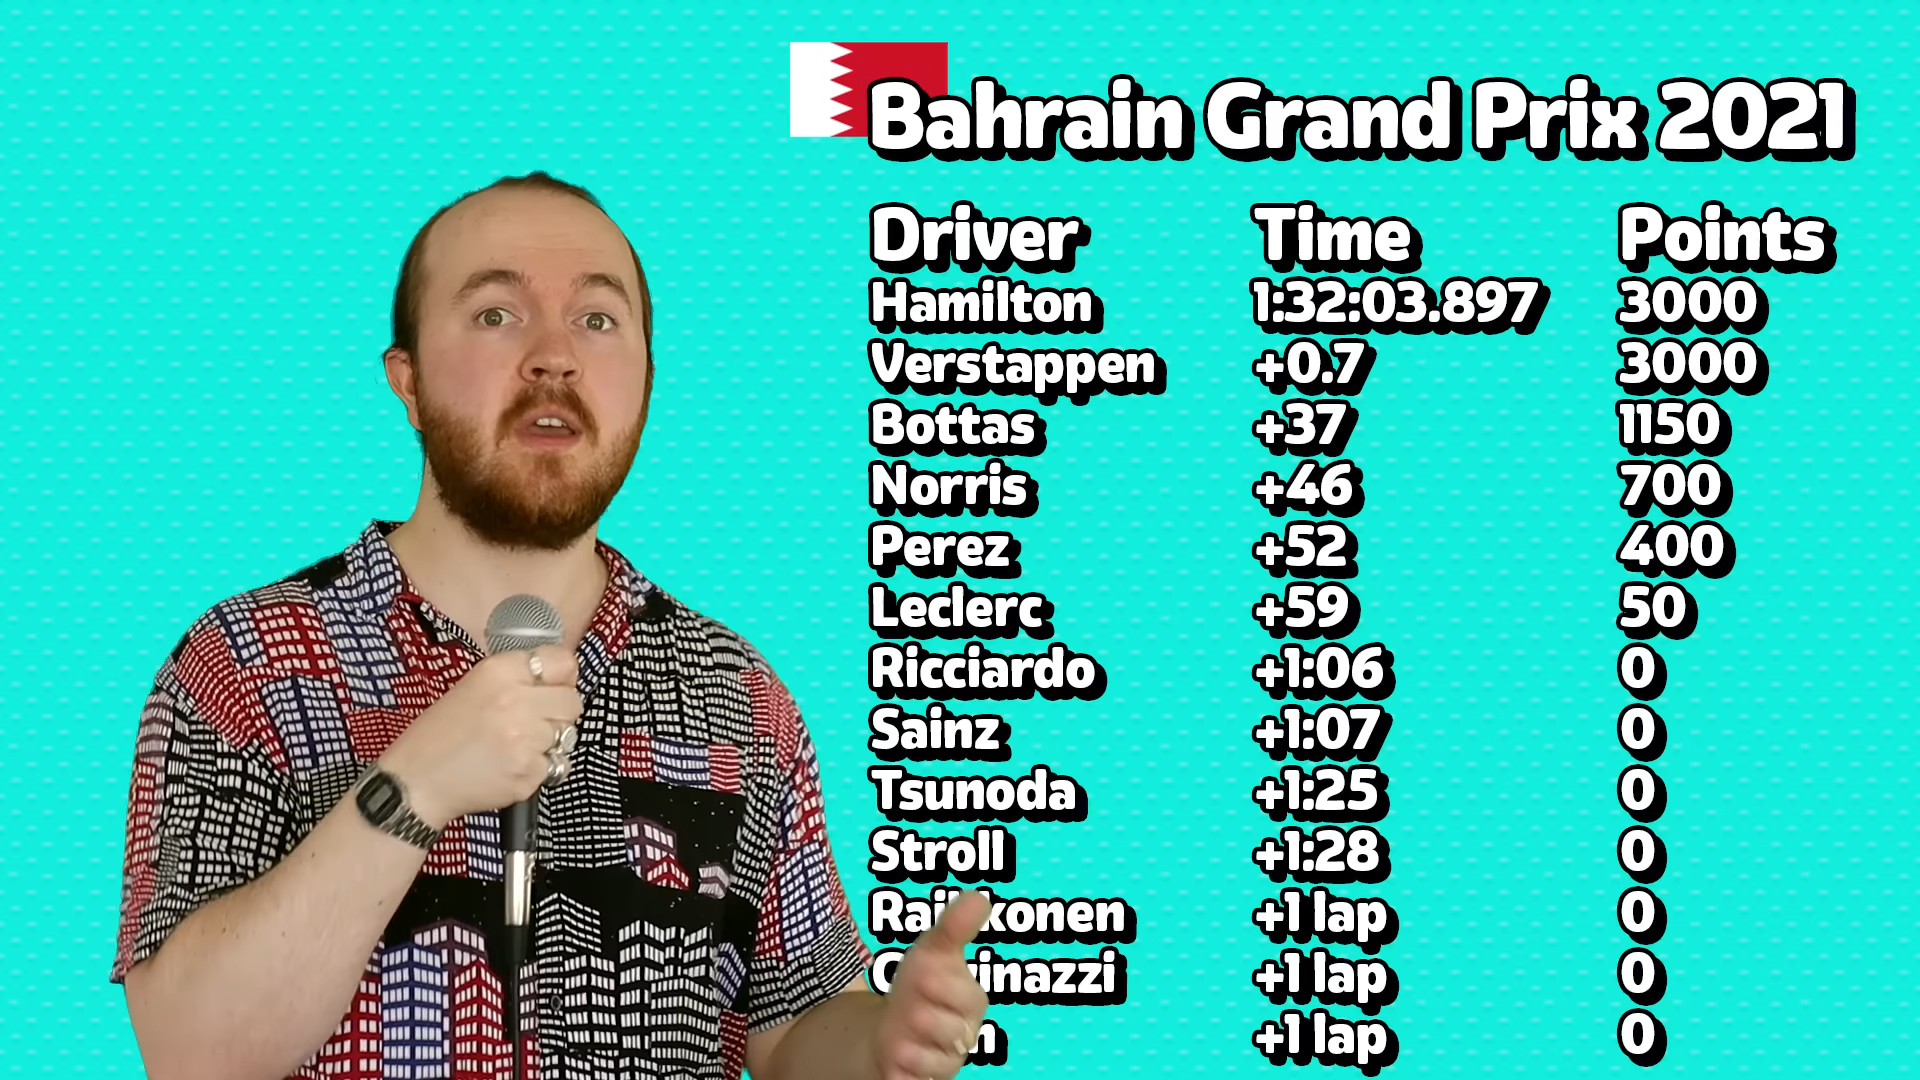 Bahrain Grand Prix 2021
Driver Time Points
Hamilton 1:32:03.897 3000
Verstappen +0.7 3000
Bottas +37 1150
Norris +46 700
Perez +52 400
Leclerc +59 50
Ricciardo +1:06 0
Sainz +1:07 0
Tsunoda +1:25 0
Stroll +1:28 0
+1 lap 0
+1 lap 0
+1 lap 0